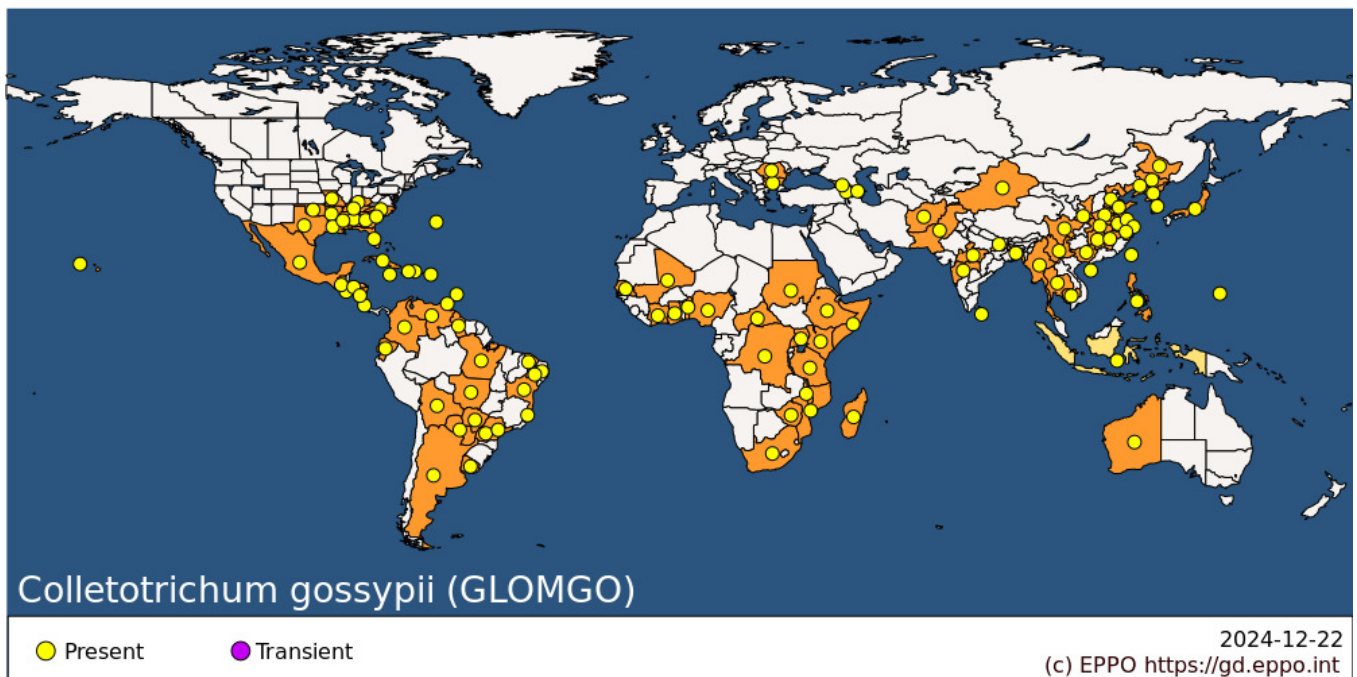 Colletotrichum gossypii (GLOMGO)
Present
Transient
2024-12-22
(c) EPPO https://gd.eppo.int